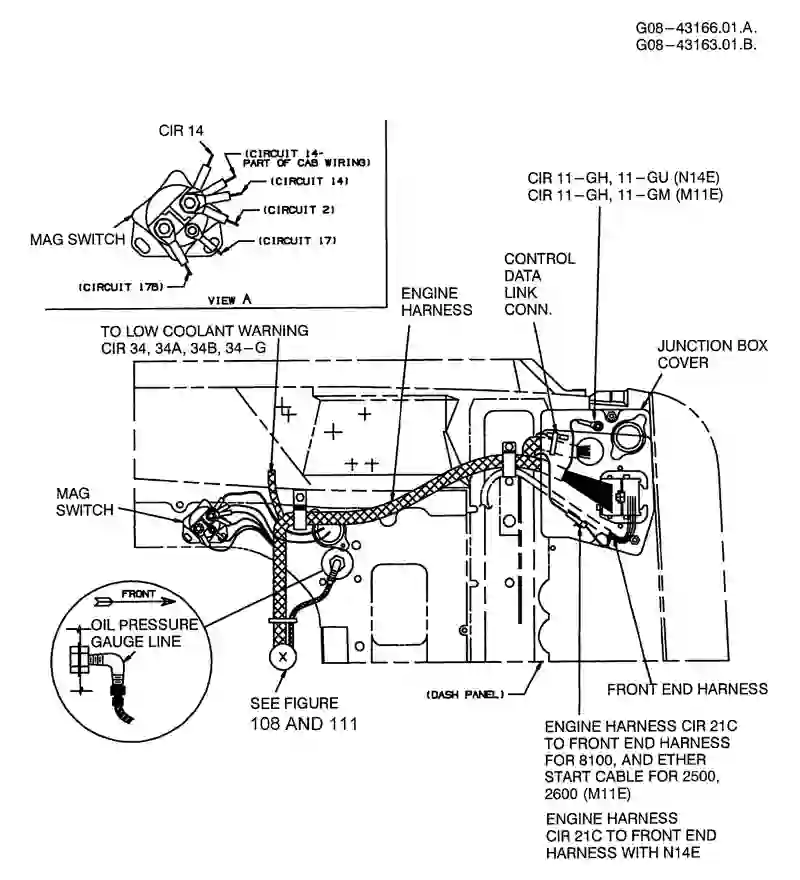 G08-43166.01.A.
G08-43163.01.B.
CIR 14
(CIRCUIT 14-
PART OF CAB WIRING)
(CIRCUIT 14)
(CIRCUIT 2)
MAG SWITCH
(CIRCUIT 17)
(CIRCUIT 17B)
VIEW A
CIR 11-GH, 11-GU (N14E)
CIR 11-GH, 11-GM (M11E)
CONTROL
DATA
LINK
CONN.
ENGINE
HARNESS
TO LOW COOLANT WARNING
CIR 34, 34A, 34B, 34-G
JUNCTION BOX
COVER
MAG
SWITCH
FRONT
OIL PRESSURE
GAUGE LINE
X
SEE FIGURE
108 AND 111
(DASH PANEL)
FRONT END HARNESS
ENGINE HARNESS CIR 21C
TO FRONT END HARNESS
FOR 8100, AND ETHER
START CABLE FOR 2500,
2600 (M11E)
ENGINE HARNESS
CIR 21C TO FRONT END
HARNESS WITH N14E